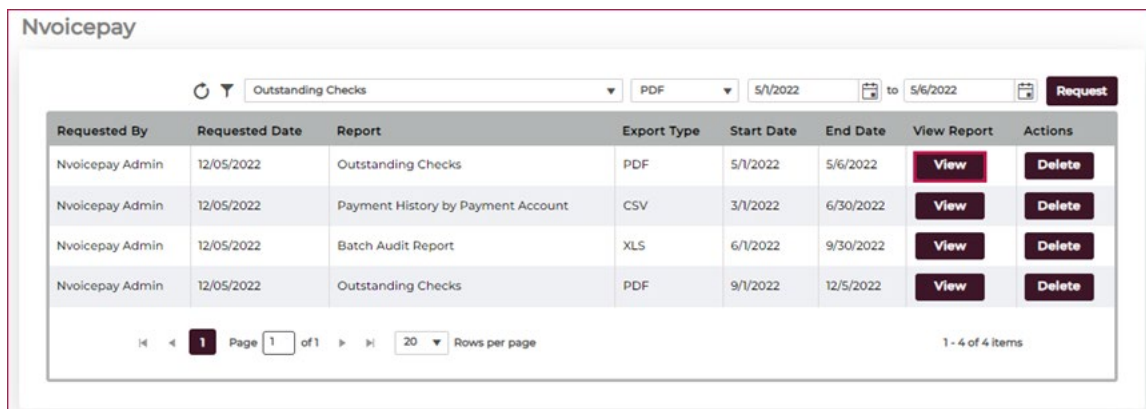 Nvoicepay
Outstanding Checks PDF 5/1/2022 to 5/6/2022 Request
Requested By Requested Date Report Export Type Start Date End Date View Report Actions
Nvoicepay Admin 12/05/2022 Outstanding Checks PDF 5/1/2022 5/6/2022 View Delete
Nvoicepay Admin 12/05/2022 Payment History by Payment Account CSV 3/1/2022 6/30/2022 View Delete
Nvoicepay Admin 12/05/2022 Batch Audit Report XLS 6/1/2022 9/30/2022 View Delete
Nvoicepay Admin 12/05/2022 Outstanding Checks PDF 9/1/2022 12/5/2022 View Delete
1 Page 1 of 1 20 Rows per page 1 - 4 of 4 items